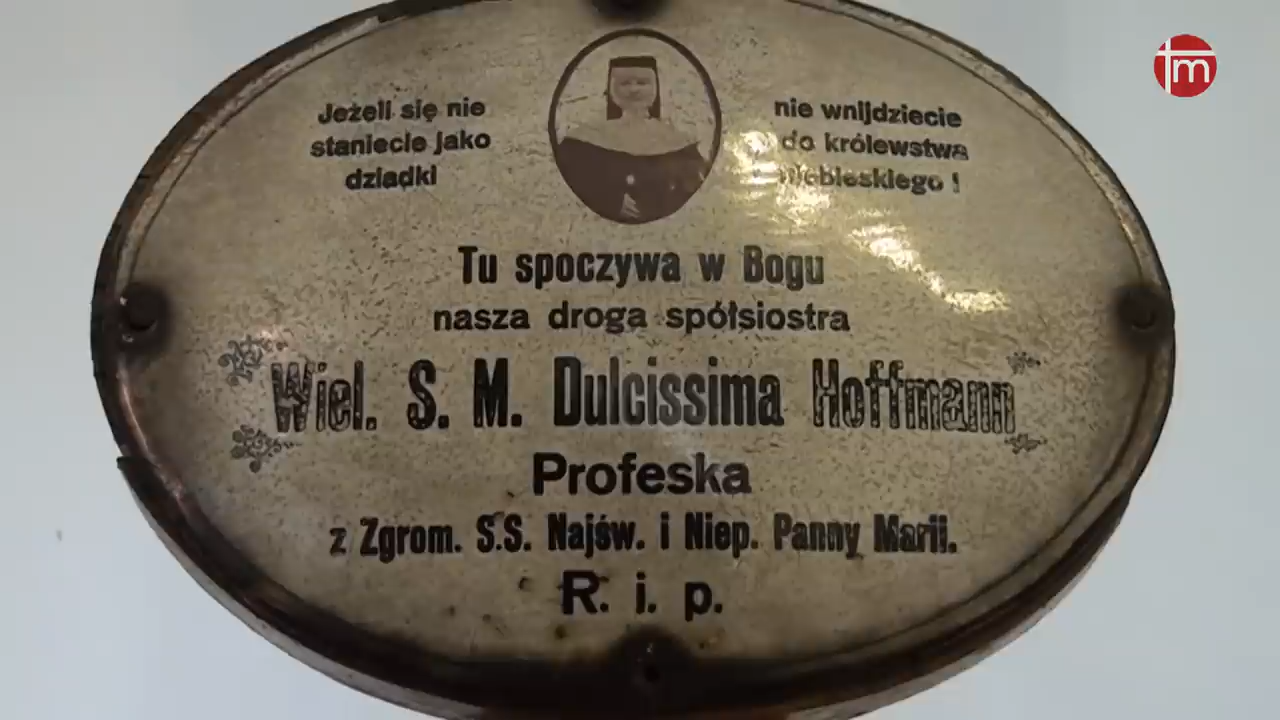 Jeżeli się nie
staniecie jako
dziadki
nie wnijdziecie
do królewstwa
niebieskiego !
Tu spoczywa w Bogu
nasza droga spółsiostra
Wiel. S. M. Dulcissima Hoffmann
Profeska
z Zgrom. S.S. Najśw. i Niep. Panny Marii.
R. i. p.
tm